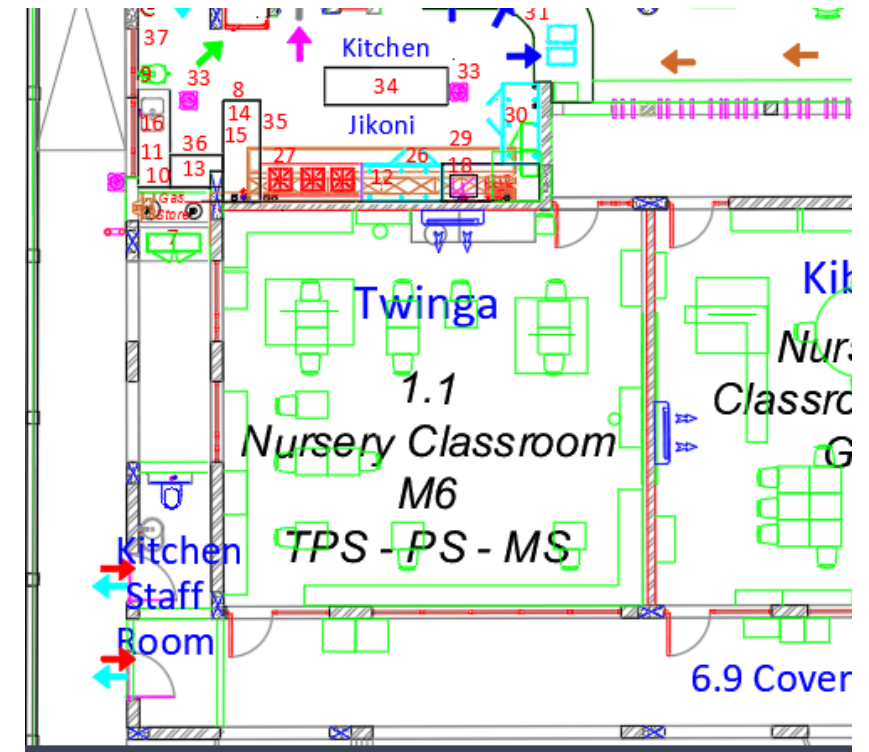 31
37
Kitchen
9
33
34
33
8
14
16
15
35
Jikoni
30
36
29
11
27
26
13
12
18
10
Gas
Store
7
Twinga
Kib
1.1
Nurs
Nursery Classroom
Classro
M6
G
TPS - PS - MS
Kitchen
Staff
Room
6.9 Cover